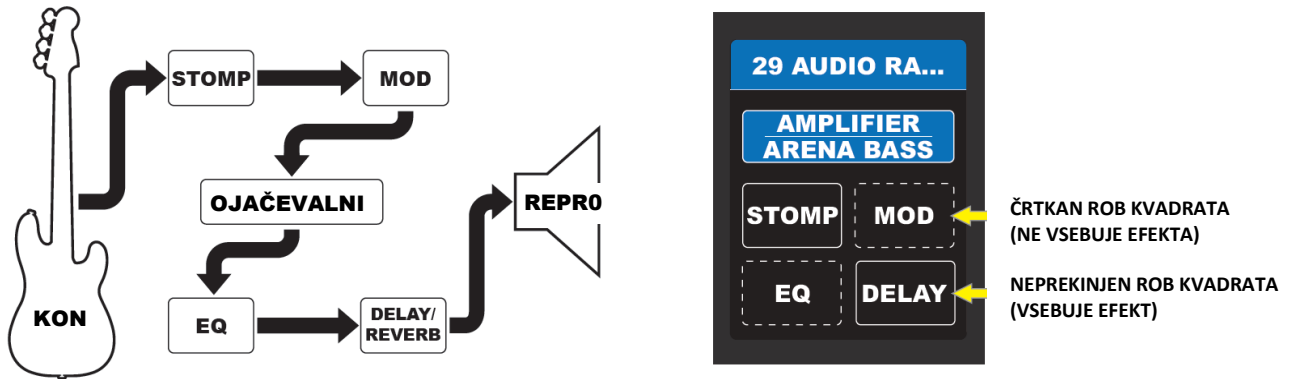 STOMP
MOD
OJAČEVALNI
REPR0
KON
EQ
DELAY/
REVERB
29 AUDIO RA...
AMPLIFIER
ARENA BASS
STOMP
MOD
EQ
DELAY
ČRTKAN ROB KVADRATA
(NE VSEBUJE EFEKTA)
NEPREKINJEN ROB KVADRATA
(VSEBUJE EFEKT)